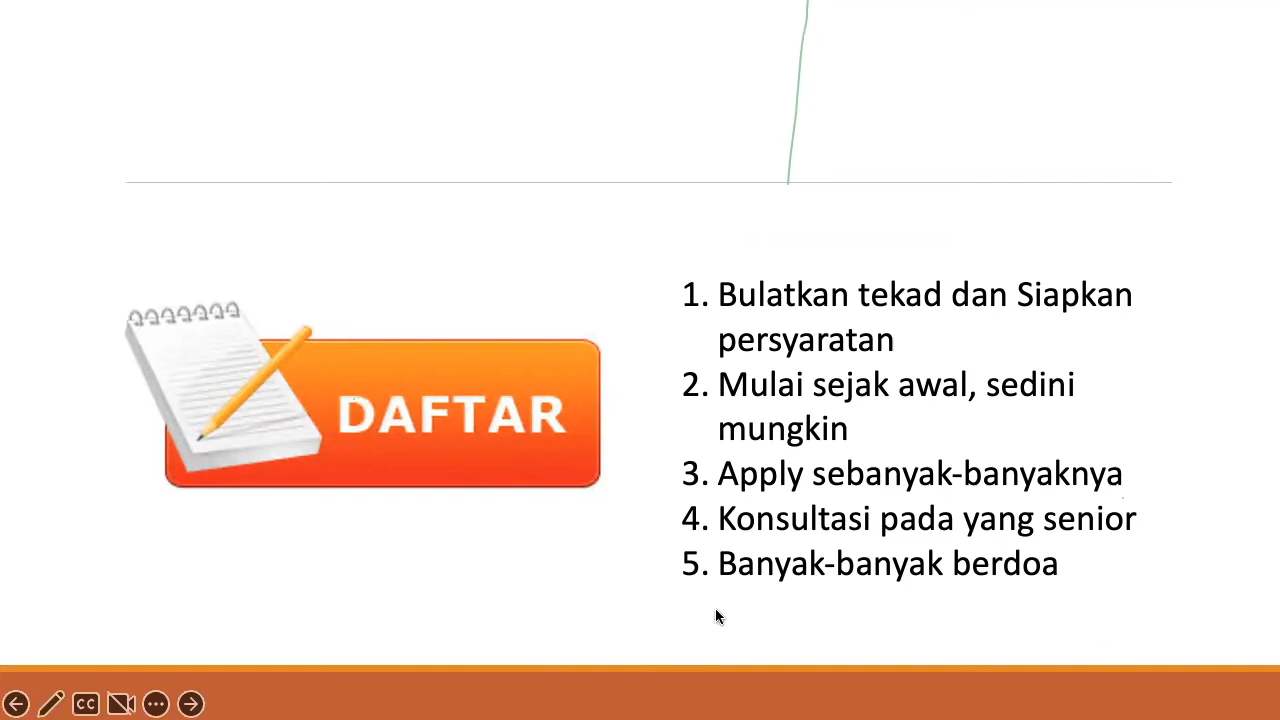 DAFTAR
1. Bulatkan tekad dan Siapkan
persyaratan
2. Mulai sejak awal, sedini
mungkin
3. Apply sebanyak-banyaknya
4. Konsultasi pada yang senior
5. Banyak-banyak berdoa
CC